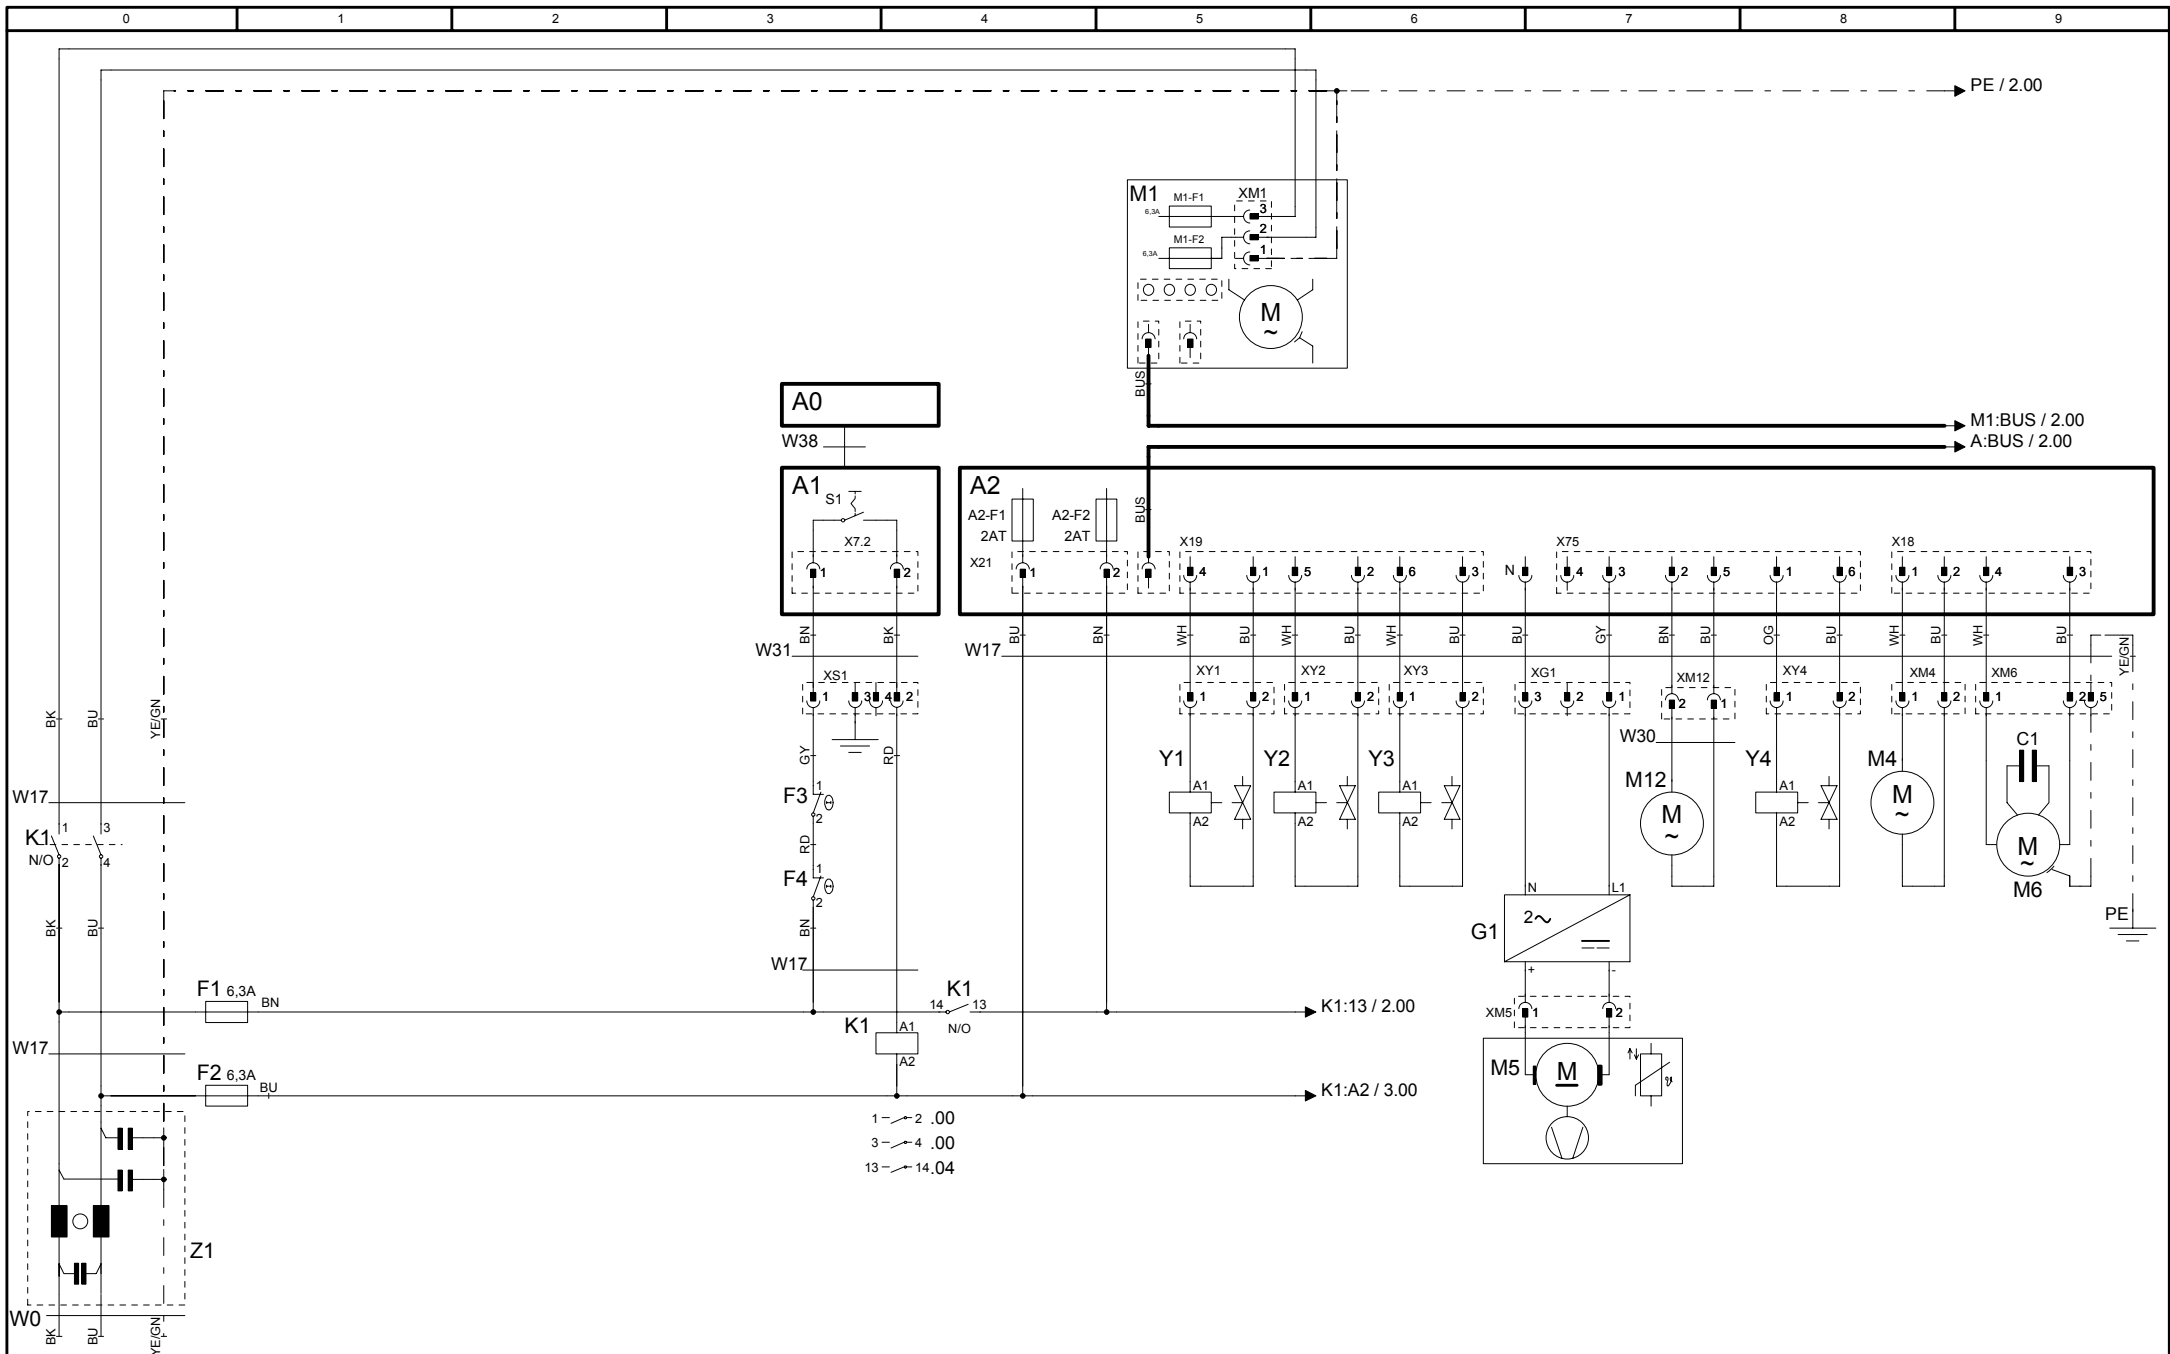 0 1 2 3 4 5 6 7 8 9
PE / 2.00
M1 M1-F1 XM1
6,3A 3
M1-F2 2
6,3A 1
M
~
BUS
A0
W38
M1:BUS / 2.00
A:BUS / 2.00
A1
S1
X7.2
1 2
A2
A2-F1
2AT
A2-F2
2AT
BUS
X21 1 2
X19
4 1 5 2 6 3
N
X75
4 3 2 5 1 6
X18
1 2 4 3
BN BK
BU BN WH BU WH BU WH BU BU GY BN BU OG BU WH BU WH BU YE/GN
W31
W17
XS1
1 3 4 2
XY1
1 2
XY2
1 2
XY3
1 2
XG1
3 2 1
XM12
2 1
XY4
1 2
XM4
1 2
XM6
1 2 5
BK BU YE/GN
GY RD
W30
Y1
A1
A2
Y2
A1
A2
Y3
A1
A2
M12
M
~
Y4
A1
A2
M4
M
~
C1
M
~
M6
W17
K1 1 3
N/O 2 4
F3 1
2
RD
F4 1
2
BN
BK BU
N L1
2~
G1
+ -
PE
W17
F1 6,3A BN
K1
14 13
N/O
K1:13 / 2.00
K1 A1
A2
XM5 1 2
W17
F2 6,3A BU
K1:A2 / 3.00
M5 M ϑ
1 2 .00
3 4 .00
13 14 .04
Z1
W0
BK BU YE/GN